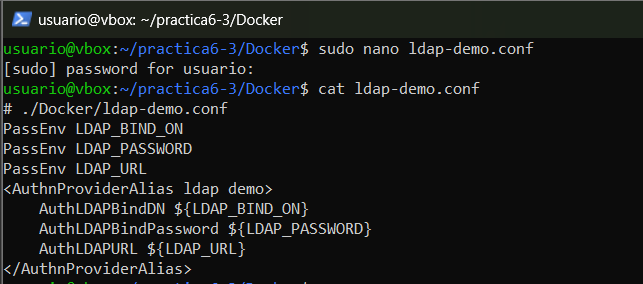 usuario@vbox: ~/practica6-3/Docker
usuario@vbox:~/practica6-3/Docker$ sudo nano ldap-demo.conf
[sudo] password for usuario:
usuario@vbox:~/practica6-3/Docker$ cat ldap-demo.conf
# ./Docker/ldap-demo.conf
PassEnv LDAP_BIND_ON
PassEnv LDAP_PASSWORD
PassEnv LDAP_URL
<AuthnProviderAlias ldap demo>
    AuthLDAPBindDN ${LDAP_BIND_ON}
    AuthLDAPBindPassword ${LDAP_PASSWORD}
    AuthLDAPURL ${LDAP_URL}
</AuthnProviderAlias>